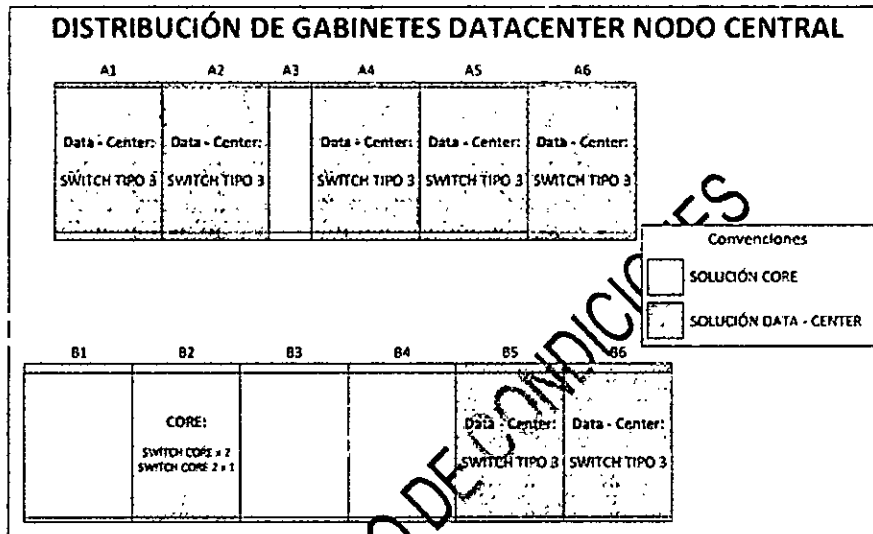 DISTRIBUCIÓN DE GABINETES DATACENTER NODO CENTRAL
A1 A2 A3 A4 A5 A6
Data - Center: Data - Center: Data - Center: Data - Center: Data - Center:
SWITCH TIPO 3 SWITCH TIPO 3 SWITCH TIPO 3 SWITCH TIPO 3 SWITCH TIPO 3
Convenciones
SOLUCIÓN CORE
SOLUCIÓN DATA - CENTER
B1 B2 B3 B4 B5 B6
CORE:
SWITCH CORE x 2
SWITCH CORE 2 x 1
Data - Center: Data - Center:
SWITCH TIPO 3 SWITCH TIPO 3
DE CONDICIONES